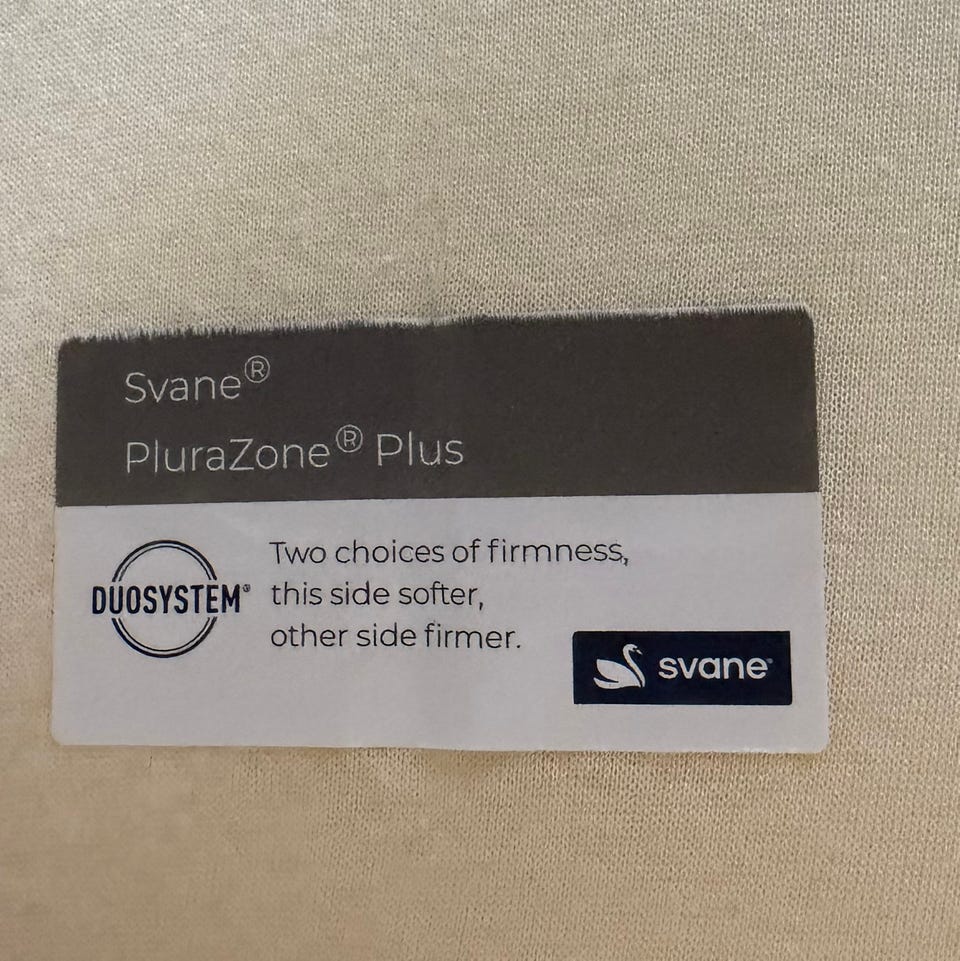 Svane®
PluraZone® Plus
DUOSYSTEM®
Two choices of firmness,
this side softer,
other side firmer.
svane®